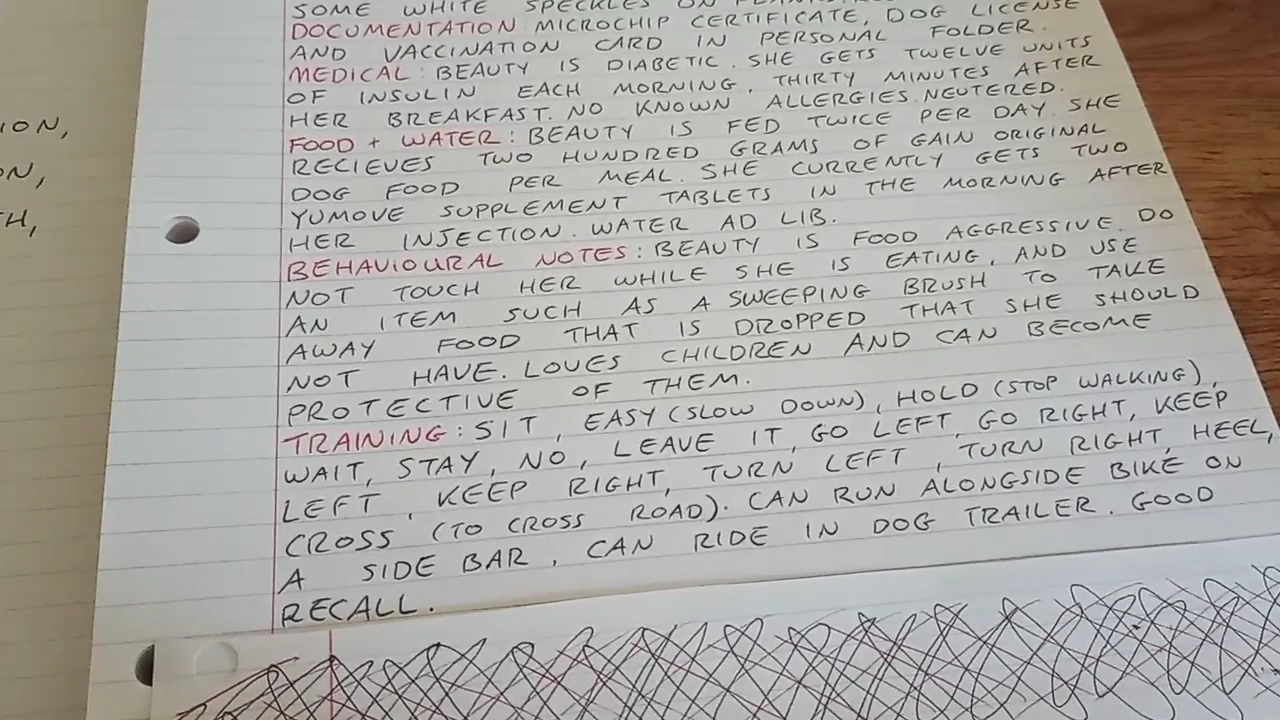 ION,
ON,
TH,
SOME WHITE SPECKLES ON
DOCUMENTATION: MICROCHIP CERTIFICATE, DOG LICENSE
AND VACCINATION CARD IN PERSONAL FOLDER.
MEDICAL: BEAUTY IS DIABETIC. SHE GETS TWELVE UNITS
OF INSULIN EACH MORNING, THIRTY MINUTES AFTER
HER BREAKFAST. NO KNOWN ALLERGIES. NEUTERED.
FOOD + WATER: BEAUTY IS FED TWICE PER DAY. SHE
RECIEVES TWO HUNDRED GRAMS OF GAIN ORIGINAL
DOG FOOD PER MEAL. SHE CURRENTLY GETS TWO
YUMOVE SUPPLEMENT TABLETS IN THE MORNING AFTER
HER INJECTION. WATER AD LIB.
BEHAVIOURAL NOTES: BEAUTY IS FOOD AGGRESSIVE. DO
NOT TOUCH HER WHILE SHE IS EATING, AND USE
AN ITEM SUCH AS A SWEEPING BRUSH TO TAKE
AWAY FOOD THAT IS DROPPED THAT SHE SHOULD
NOT HAVE. LOVES CHILDREN AND CAN BECOME
PROTECTIVE OF THEM.
TRAINING: SIT, EASY (SLOW DOWN), HOLD (STOP WALKING),
WAIT, STAY, NO, LEAVE IT, GO LEFT, GO RIGHT, KEEP
LEFT, KEEP RIGHT, TURN LEFT, TURN RIGHT, HEEL,
CROSS (TO CROSS ROAD). CAN RUN ALONGSIDE BIKE ON
A SIDE BAR, CAN RIDE IN DOG TRAILER. GOOD
RECALL.